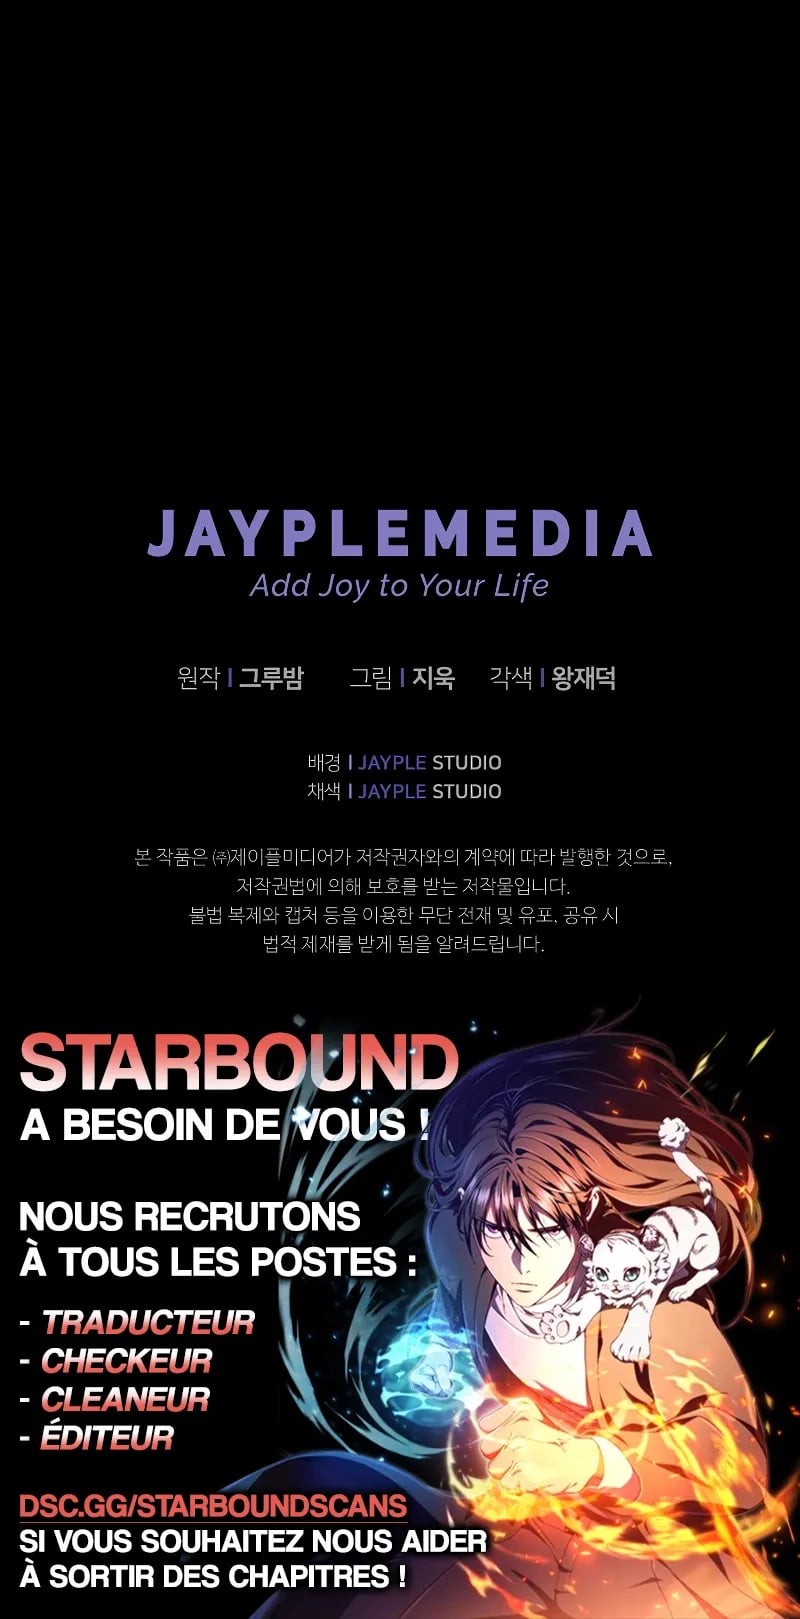 JAYPLEMEDIA
Add Joy to Your Life
원작 | 그루밤 그림 | 지욱 각색 | 왕재덕
배경 | JAYPLE STUDIO
채색 | JAYPLE STUDIO
본 작품은 ㈜제이플미디어가 저작권자와의 계약에 따라 발행한 것으로,
저작권법에 의해 보호를 받는 저작물입니다.
불법 복제와 캡처 등을 이용한 무단 전재 및 유포, 공유 시
법적 제재를 받게 됨을 알려드립니다.
STARBOUND
A BESOIN DE VOUS !
NOUS RECRUTONS
À TOUS LES POSTES :
- TRADUCTEUR
- CHECKEUR
- CLEANEUR
- ÉDITEUR
DSC.GG/STARBOUNDSCANS
SI VOUS SOUHAITEZ NOUS AIDER
À SORTIR DES CHAPITRES !